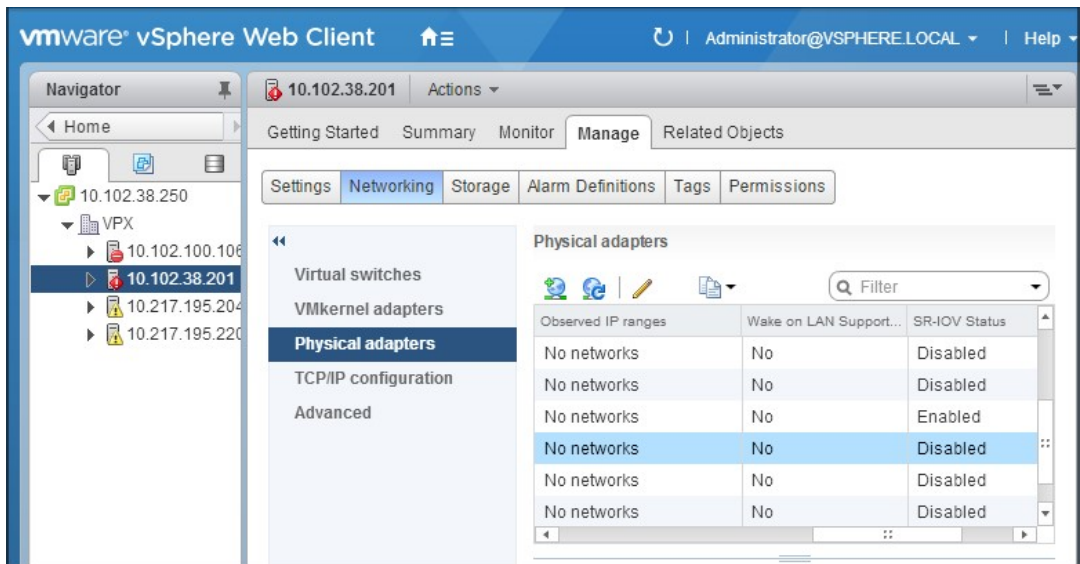 vmware® vSphere Web Client
Administrator@VSPHERE.LOCAL
Help
Navigator
10.102.38.201 Actions
Home
Getting Started Summary Monitor Manage Related Objects
Settings Networking Storage Alarm Definitions Tags Permissions
10.102.38.250
VPX
10.102.100.106
10.102.38.201
10.217.195.204
10.217.195.220
Virtual switches
VMkernel adapters
Physical adapters
TCP/IP configuration
Advanced
Physical adapters
Filter
Observed IP ranges Wake on LAN Support... SR-IOV Status
No networks No Disabled
No networks No Disabled
No networks No Enabled
No networks No Disabled
No networks No Disabled
No networks No Disabled